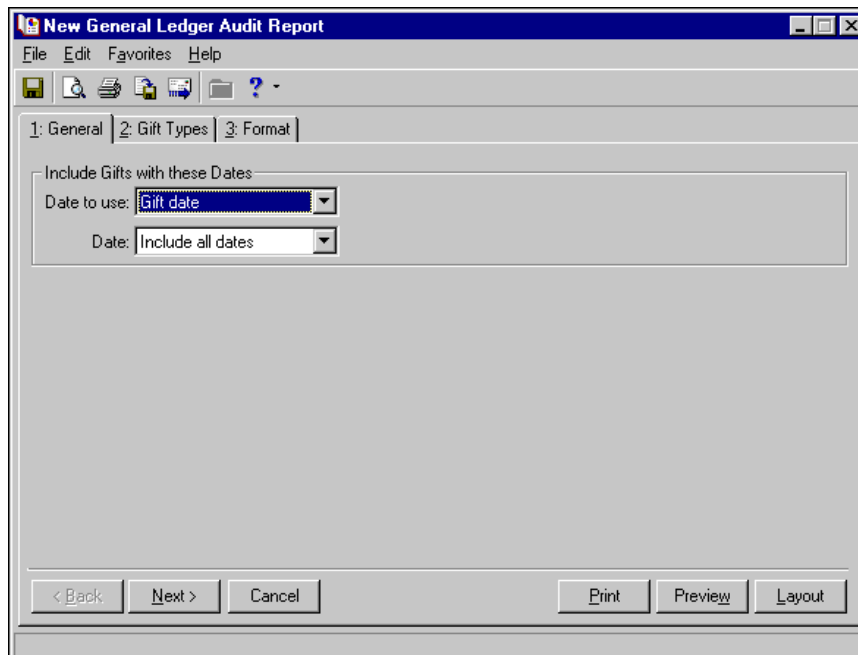 New General Ledger Audit Report
File Edit Favorites Help
?
1: General 2: Gift Types 3: Format
Include Gifts with these Dates
Date to use: Gift date
Date: Include all dates
< Back Next > Cancel Print Preview Layout